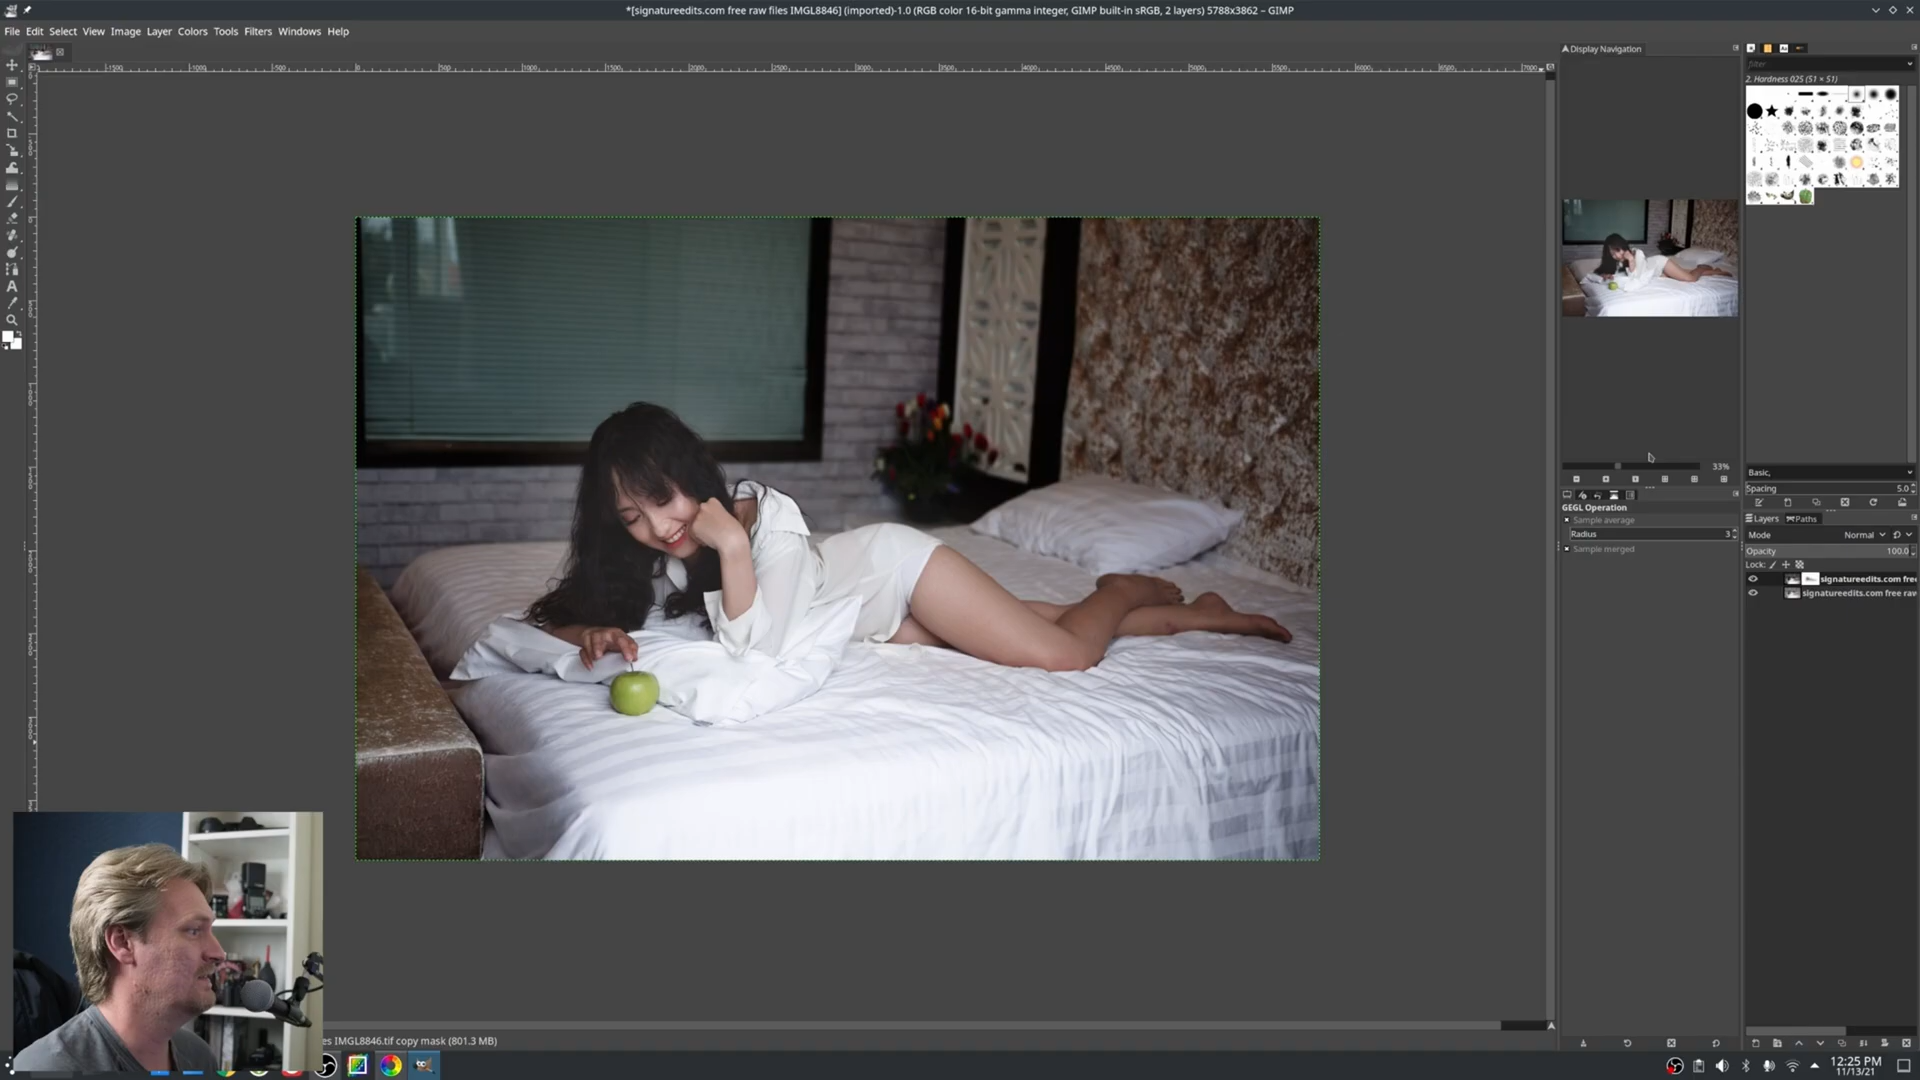 *[signatureedits.com free raw files IMGL8846] (imported)-1.0 (RGB color 16-bit gamma integer, GIMP built-in sRGB, 2 layers) 5788x3862 – GIMP
File Edit Select View Image Layer Colors Tools Filters Windows Help
Display Navigation
filter
2. Hardness 025 (51 × 51)
33%
Basic,
Spacing 5.0
GEGL Operation
Sample average
Radius 3
Sample merged
Layers Paths
Mode Normal
Opacity 100.0
Lock:
signatureedits.com free
signatureedits.com free raw
es IMGL8846.tif copy mask (801.3 MB)
12:25 PM
11/13/21